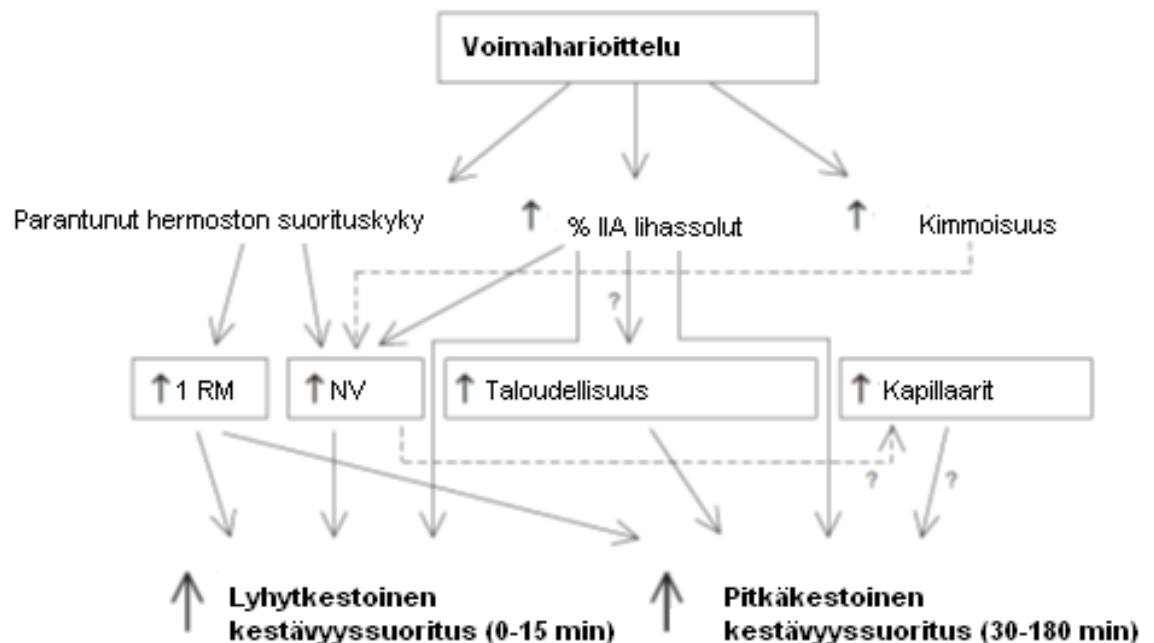 Voimaharioittelu
Parantunut hermoston suorituskyky
↑ % IIA lihassolut
↑ Kimmoisuus
?
↑ 1 RM
↑ NV
↑ Taloudellisuus
↑ Kapillaarit
? ?
↑ Lyhytkestoinen
kestävyyssuoritus (0-15 min)
↑ Pitkäkestoinen
kestävyyssuoritus (30-180 min)